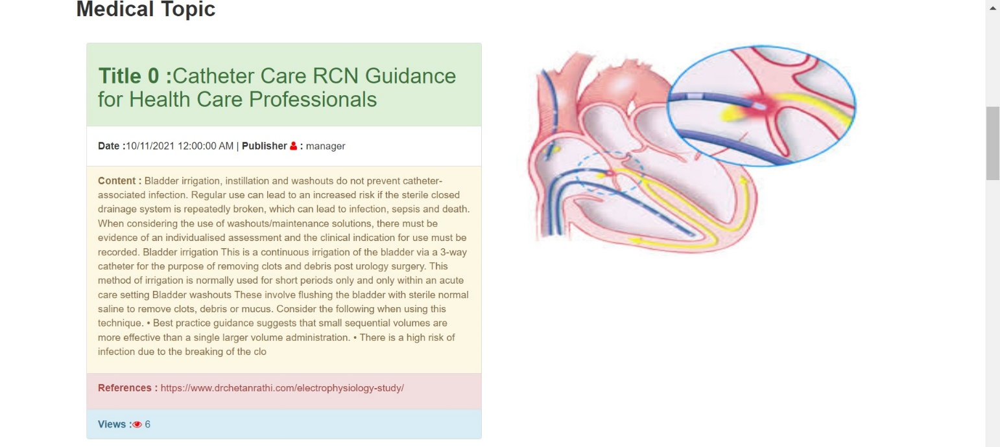 Medical Topic
Title 0 :Catheter Care RCN Guidance
for Health Care Professionals
Date :10/11/2021 12:00:00 AM | Publisher : manager
Content : Bladder irrigation, instillation and washouts do not prevent catheter-
associated infection. Regular use can lead to an increased risk if the sterile closed
drainage system is repeatedly broken, which can lead to infection, sepsis and death.
When considering the use of washouts/maintenance solutions, there must be
evidence of an individualised assessment and the clinical indication for use must be
recorded. Bladder irrigation This is a continuous irrigation of the bladder via a 3-way
catheter for the purpose of removing clots and debris post urology surgery. This
method of irrigation is normally used for short periods only and only within an acute
care setting Bladder washouts These involve flushing the bladder with sterile normal
saline to remove clots, debris or mucus. Consider the following when using this
technique. • Best practice guidance suggests that small sequential volumes are
more effective than a single larger volume administration. • There is a high risk of
infection due to the breaking of the clo
References : https://www.drchetanrathi.com/electrophysiology-study/
Views : 6